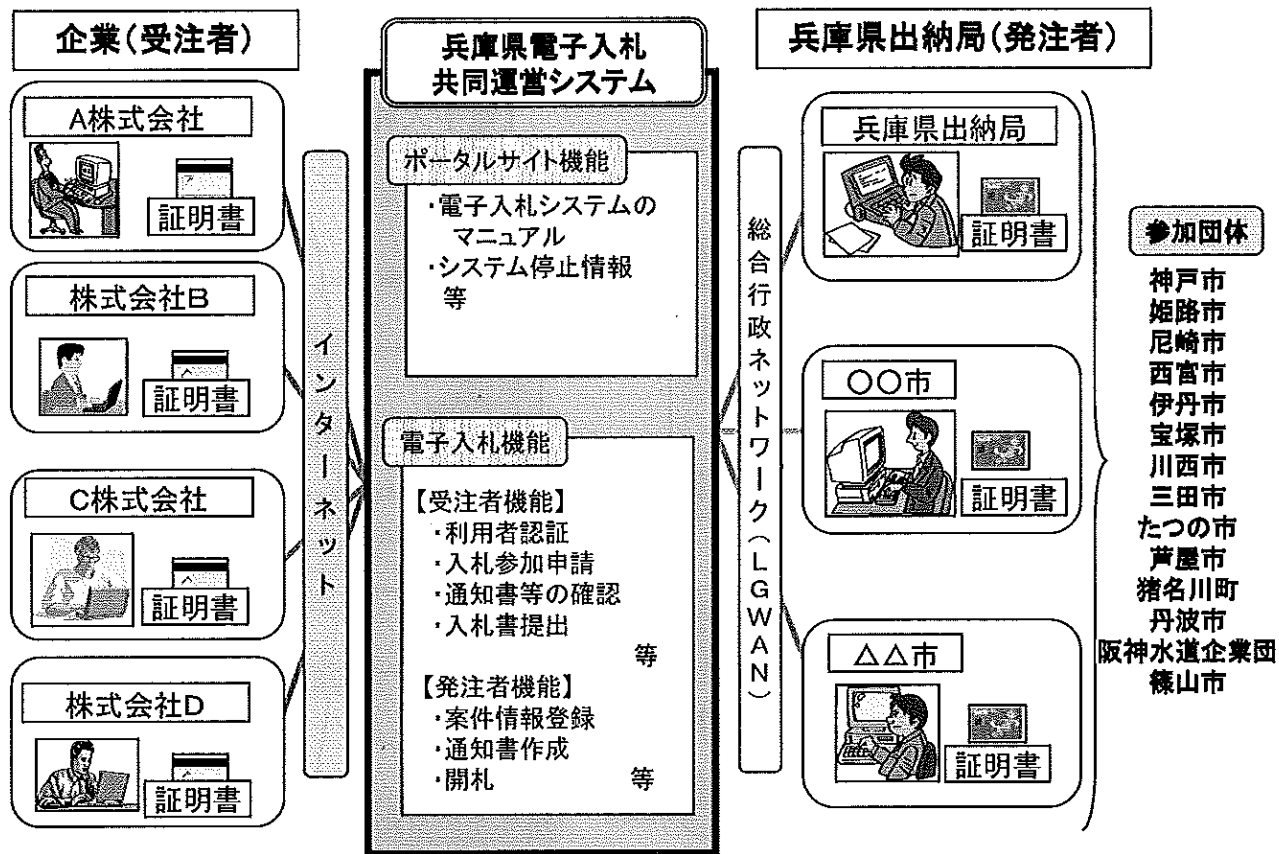 企業(受注者)
A株式会社
証明書
株式会社B
証明書
C株式会社
証明書
株式会社D
証明書
インターネット
兵庫県電子入札
共同運営システム
ポータルサイト機能
・電子入札システムの
マニュアル
・システム停止情報
等
電子入札機能
【受注者機能】
・利用者認証
・入札参加申請
・通知書等の確認
・入札書提出
等
【発注者機能】
・案件情報登録
・通知書作成
・開札 等
総合行政ネットワーク(LGWAN)
兵庫県出納局(発注者)
兵庫県出納局
証明書
○○市
証明書
△△市
証明書
参加団体
神戸市
姫路市
尼崎市
西宮市
伊丹市
宝塚市
川西市
三田市
たつの市
芦屋市
猪名川町
丹波市
阪神水道企業団
篠山市